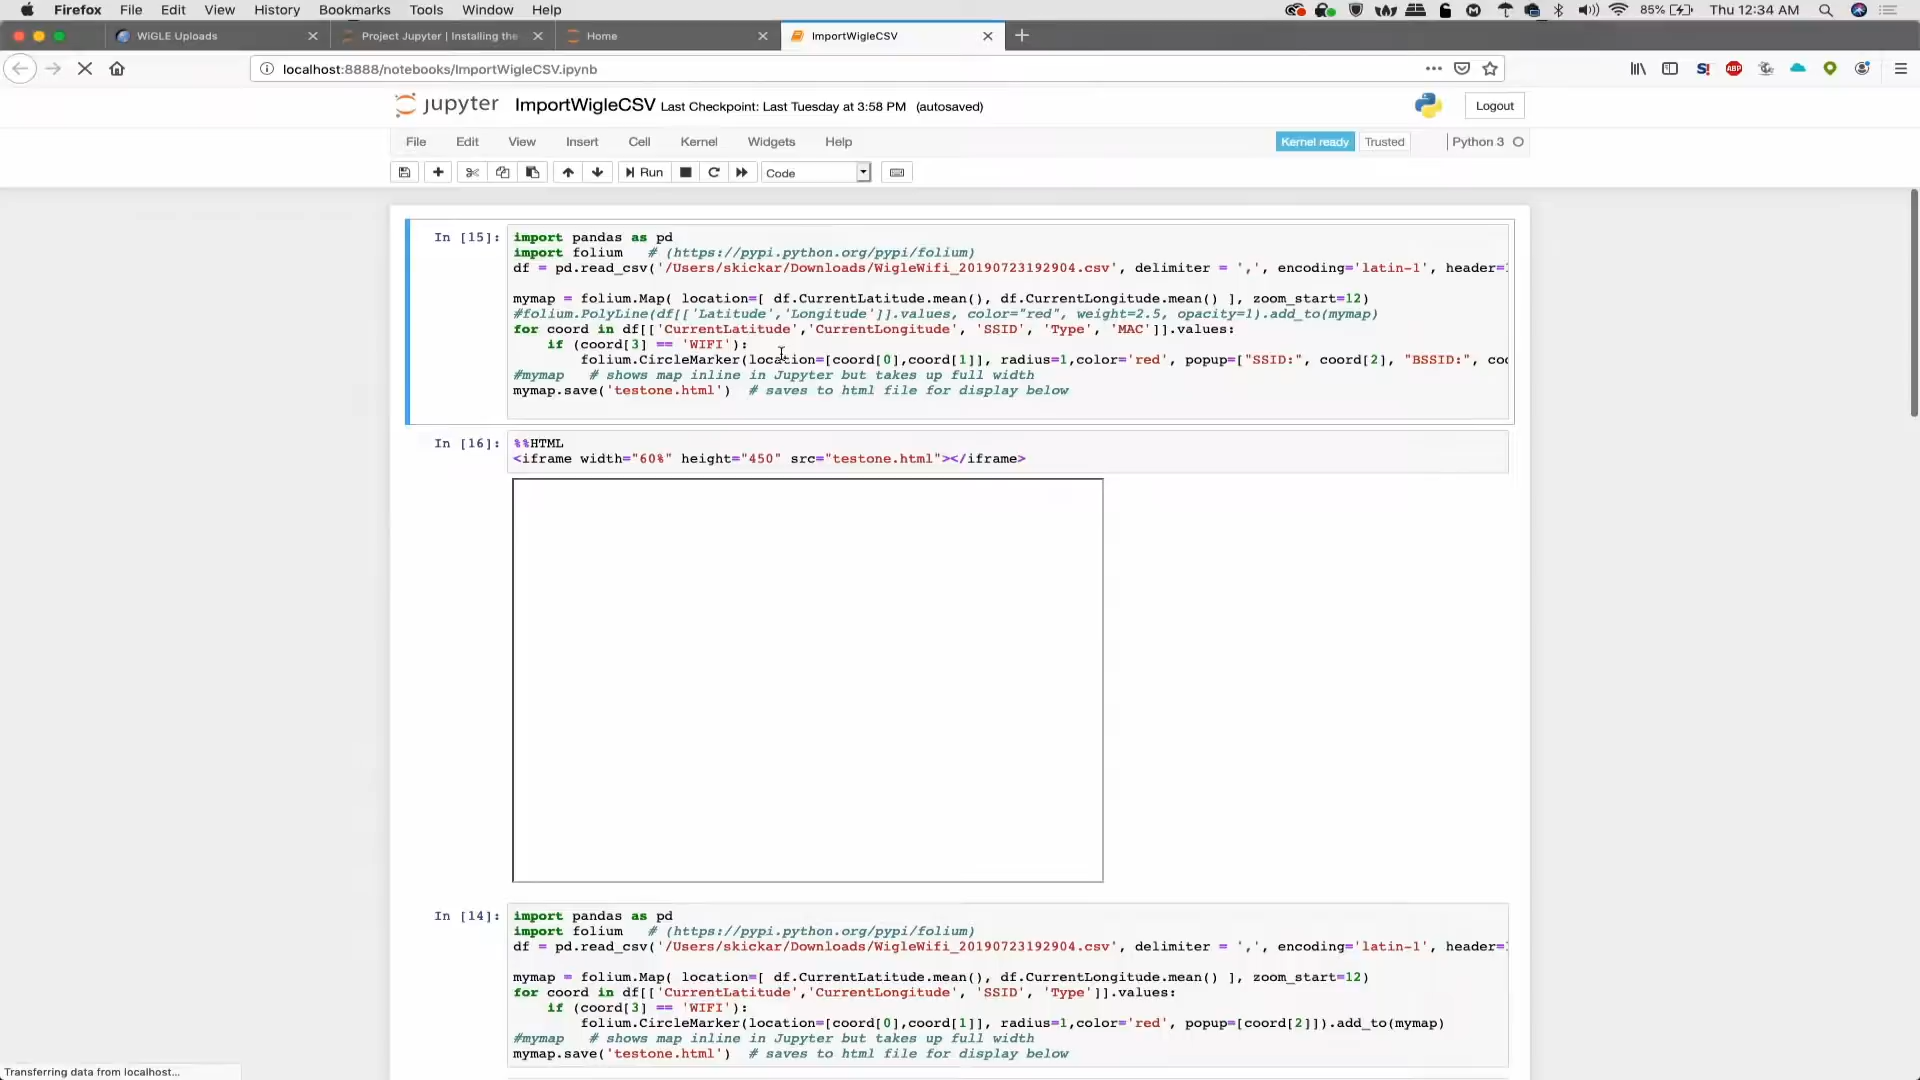 Firefox File Edit View History Bookmarks Tools Window Help 85% Thu 12:34 AM
WiGLE Uploads Project Jupyter | Installing the Home ImportWigleCSV
localhost:8888/notebooks/ImportWigleCSV.ipynb
jupyter ImportWigleCSV Last Checkpoint: Last Tuesday at 3:58 PM (autosaved) Logout
File Edit View Insert Cell Kernel Widgets Help Kernel ready Trusted Python 3
Run Code
In [15]: import pandas as pd
import folium # (https://pypi.python.org/pypi/folium)
df = pd.read_csv('/Users/skickar/Downloads/WigleWifi_20190723192904.csv', delimiter = ',', encoding='latin-1', header=
mymap = folium.Map( location=[ df.CurrentLatitude.mean(), df.CurrentLongitude.mean() ], zoom_start=12)
#folium.PolyLine(df[['Latitude','Longitude']].values, color="red", weight=2.5, opacity=1).add_to(mymap)
for coord in df[['CurrentLatitude','CurrentLongitude', 'SSID', 'Type', 'MAC']].values:
if (coord[3] == 'WIFI'):
folium.CircleMarker(location=[coord[0],coord[1]], radius=1,color='red', popup=["SSID:", coord[2], "BSSID:", coo
#mymap # shows map inline in Jupyter but takes up full width
mymap.save('testone.html') # saves to html file for display below
In [16]: %%HTML
<iframe width="60%" height="450" src="testone.html"></iframe>
In [14]: import pandas as pd
import folium # (https://pypi.python.org/pypi/folium)
df = pd.read_csv('/Users/skickar/Downloads/WigleWifi_20190723192904.csv', delimiter = ',', encoding='latin-1', header=
mymap = folium.Map( location=[ df.CurrentLatitude.mean(), df.CurrentLongitude.mean() ], zoom_start=12)
for coord in df[['CurrentLatitude','CurrentLongitude', 'SSID', 'Type']].values:
if (coord[3] == 'WIFI'):
folium.CircleMarker(location=[coord[0],coord[1]], radius=1,color='red', popup=[coord[2]]).add_to(mymap)
#mymap # shows map inline in Jupyter but takes up full width
mymap.save('testone.html') # saves to html file for display below
Transferring data from localhost...